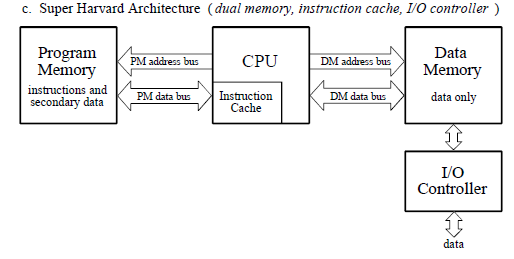 c. Super Harvard Architecture ( dual memory, instruction cache, I/O controller )
Program
Memory
instructions and
secondary data
PM address bus
PM data bus
CPU
Instruction
Cache
DM address bus
DM data bus
Data
Memory
data only
I/O
Controller
data